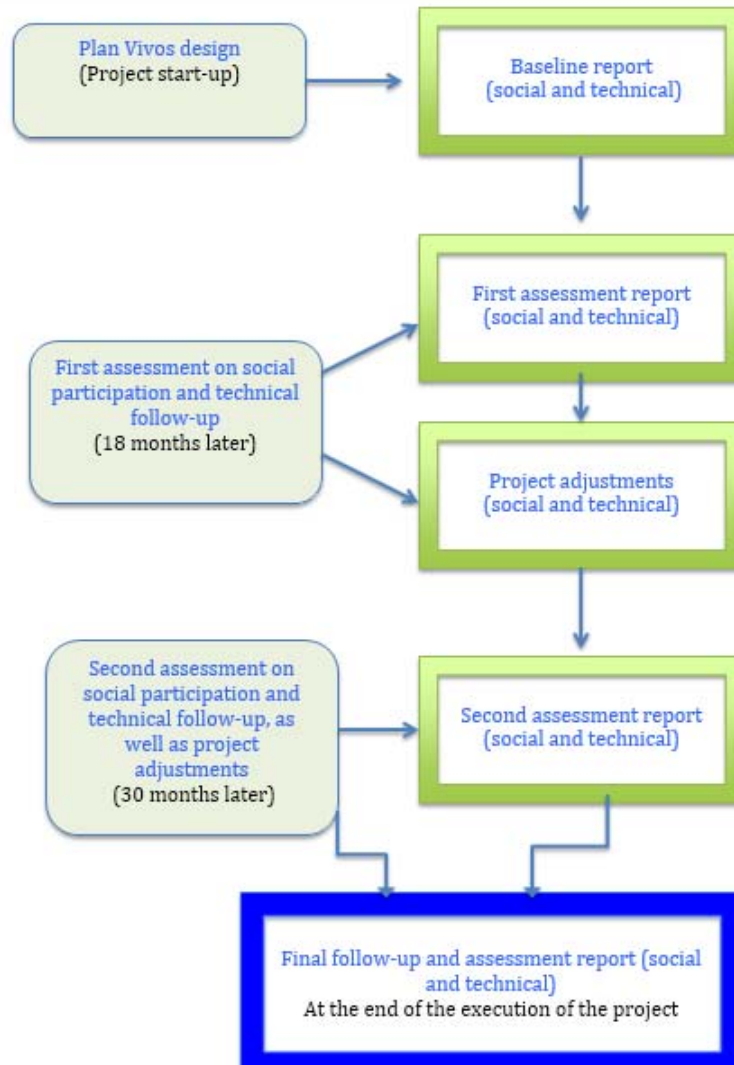 Plan Vivos design
(Project start-up)
Baseline report
(social and technical)
First assessment report
(social and technical)
First assessment on social
participation and technical
follow-up
(18 months later)
Project adjustments
(social and technical)
Second assessment on
social participation and
technical follow-up, as
well as project
adjustments
(30 months later)
Second assessment report
(social and technical)
Final follow-up and assessment report (social
and technical)
At the end of the execution of the project